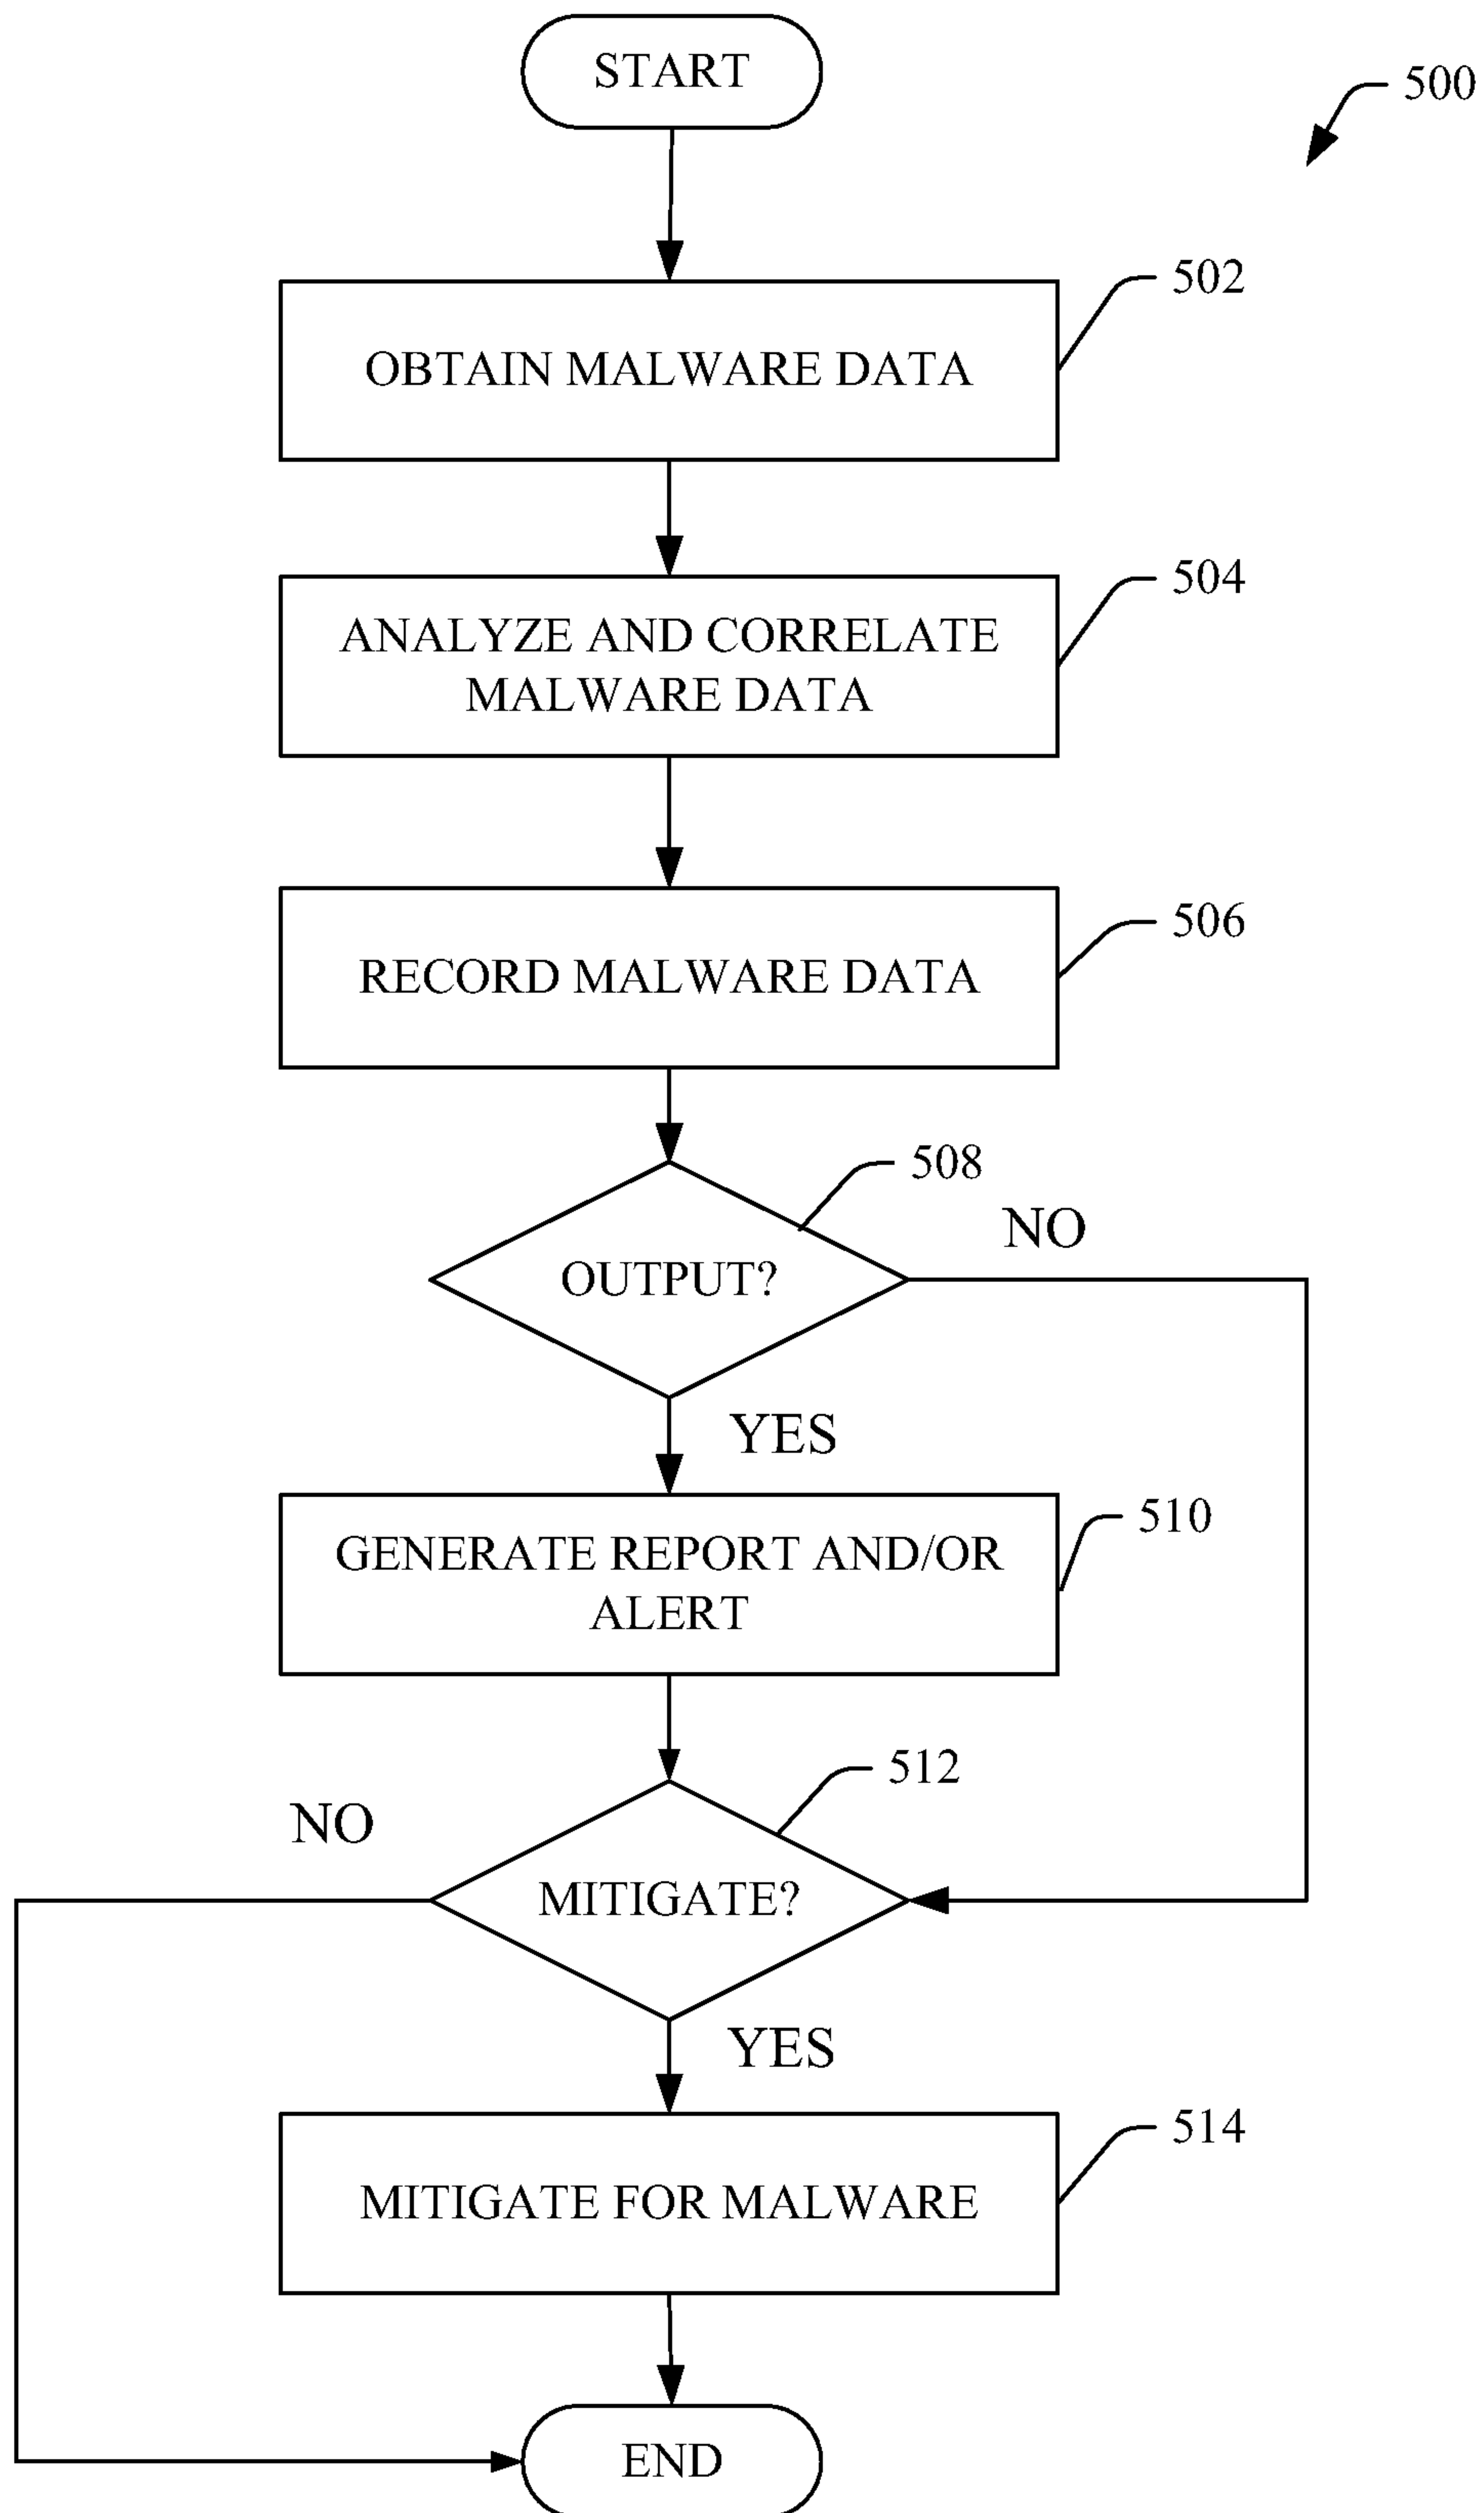 START
500
502
OBTAIN MALWARE DATA
504
ANALYZE AND CORRELATE
MALWARE DATA
506
RECORD MALWARE DATA
508
NO
OUTPUT?
YES
510
GENERATE REPORT AND/OR
ALERT
512
NO
MITIGATE?
YES
514
MITIGATE FOR MALWARE
END